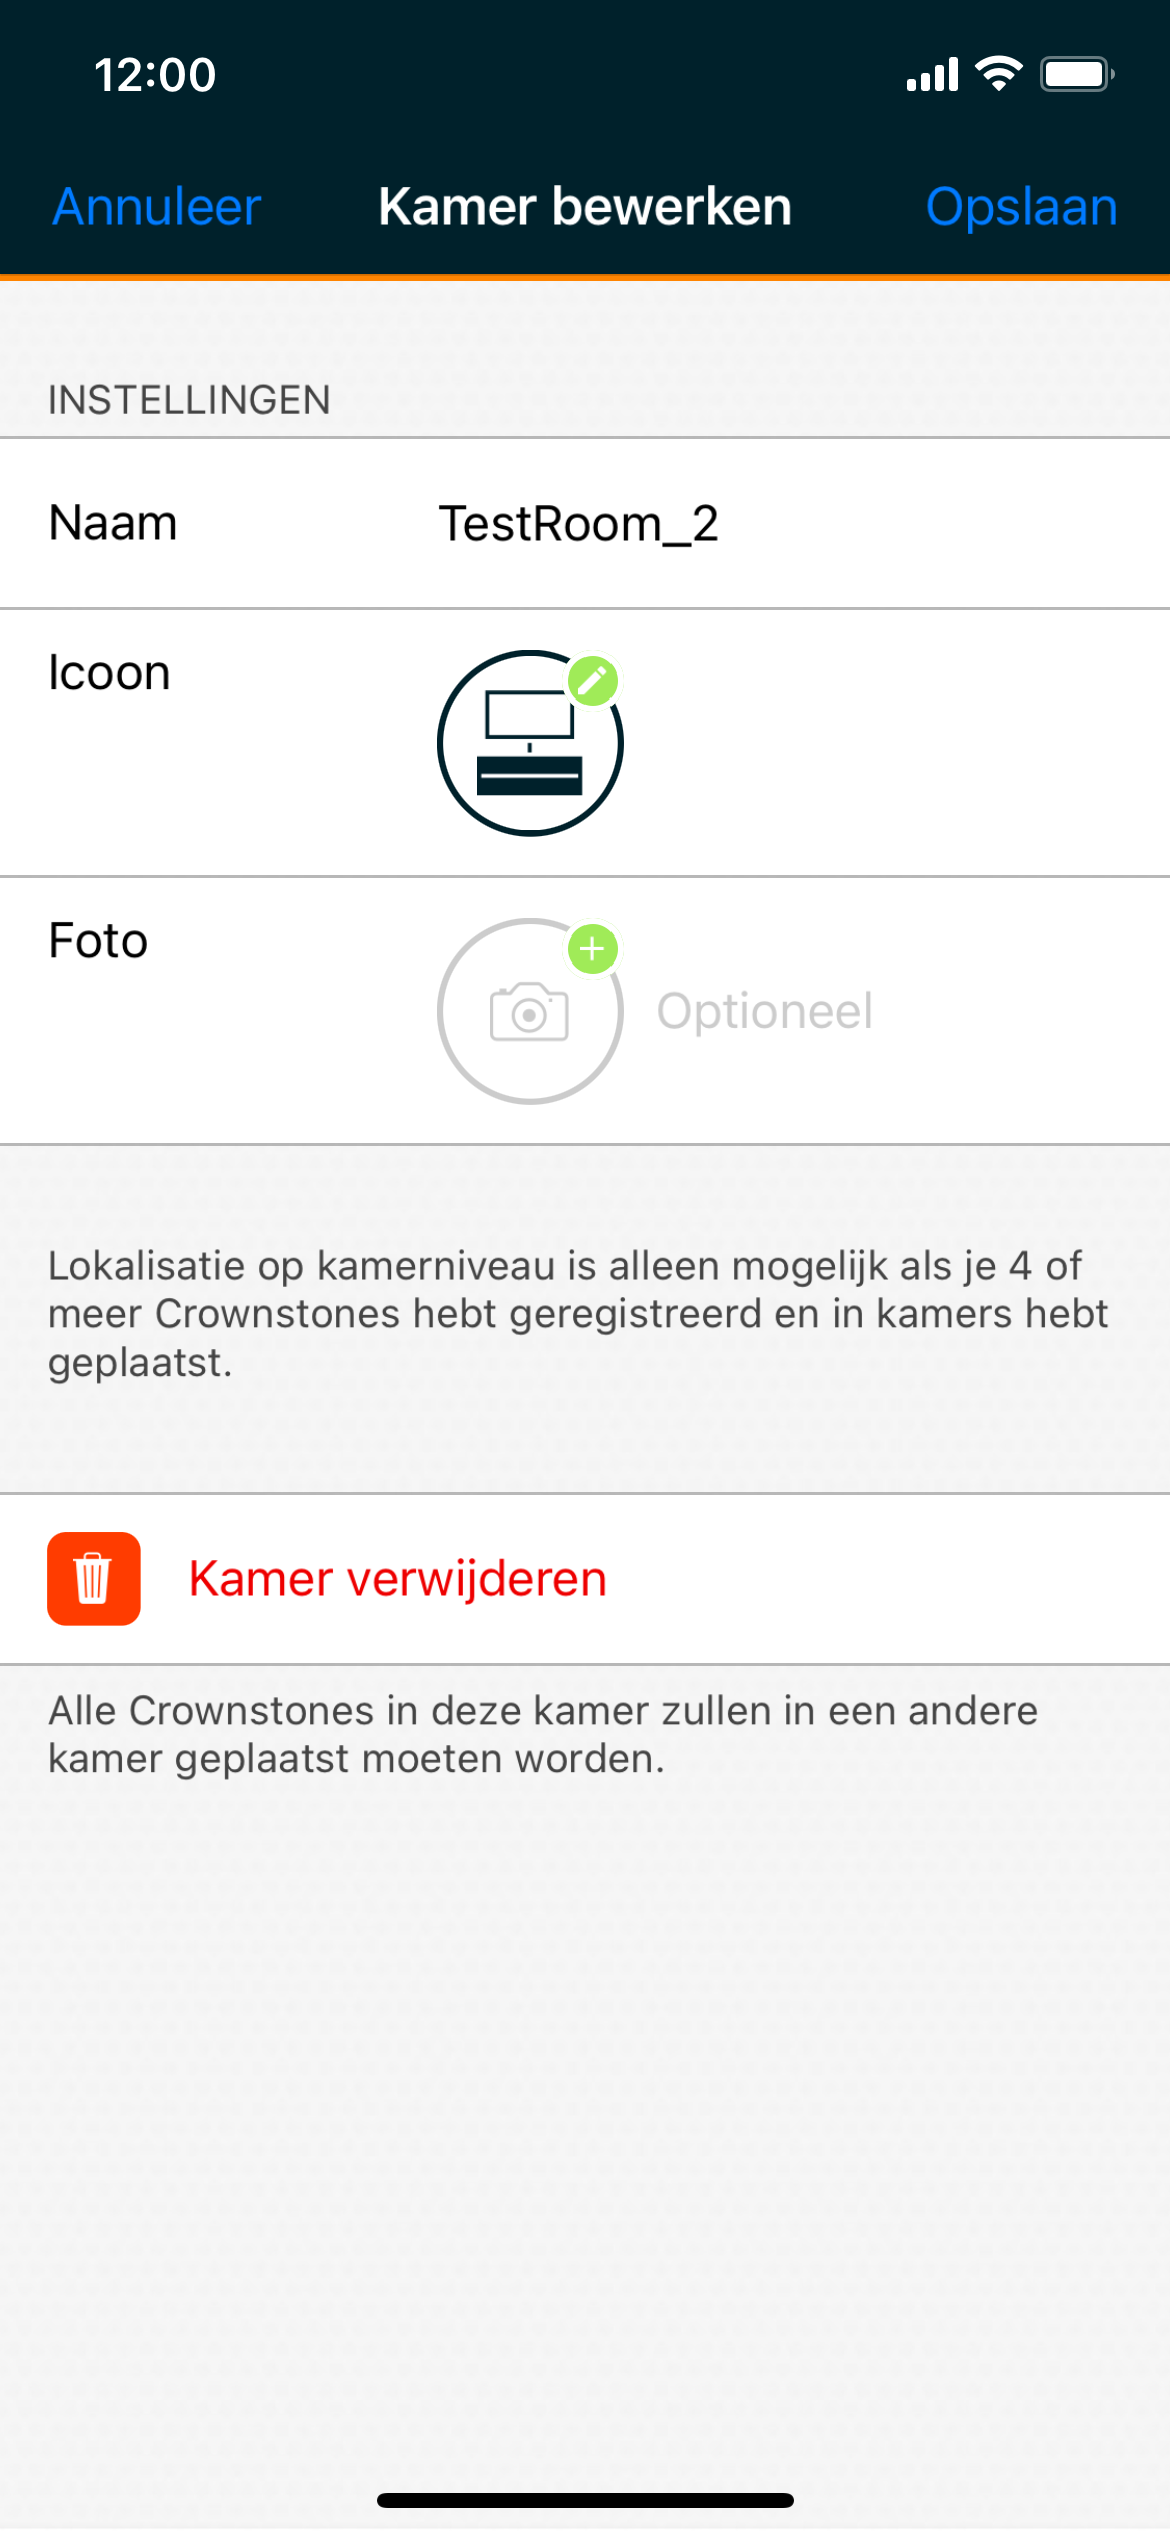 12:00
Annuleer
Kamer bewerken
Opslaan
INSTELLINGEN
Naam
TestRoom_2
Icoon
Foto
Optioneel
Lokalisatie op kamerniveau is alleen mogelijk als je 4 of
meer Crownstones hebt geregistreerd en in kamers hebt
geplaatst.
Kamer verwijderen
Alle Crownstones in deze kamer zullen in een andere
kamer geplaatst moeten worden.